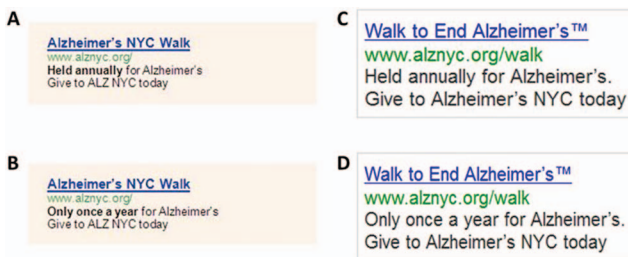 A
Alzheimer's NYC Walk
www.alznyc.org/
Held annually for Alzheimer's
Give to ALZ NYC today
B
Alzheimer's NYC Walk
www.alznyc.org/
Only once a year for Alzheimer's
Give to ALZ NYC today
C
Walk to End Alzheimer's™
www.alznyc.org/walk
Held annually for Alzheimer's.
Give to Alzheimer's NYC today
D
Walk to End Alzheimer's™
www.alznyc.org/walk
Only once a year for Alzheimer's.
Give to Alzheimer's NYC today